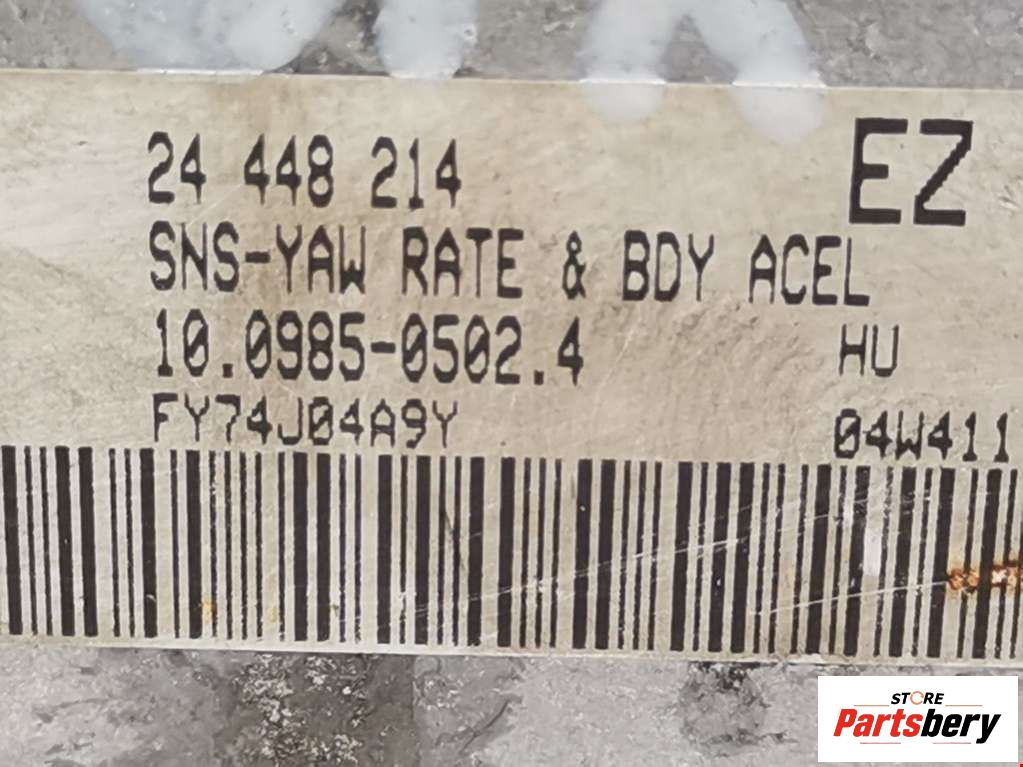 24 448 214 EZ
SNS-YAW RATE & BDY ACEL
10.0985-0502.4 HU
FY74J04A9Y 04W411
STORE
Partsbery